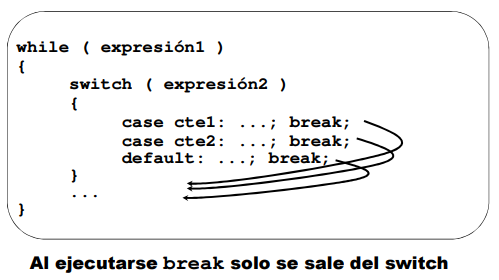 while ( expresión1 )
{
switch ( expresión2 )
{
case cte1: ...; break;
case cte2: ...; break;
default: ...; break;
}
...
}
Al ejecutarse break solo se sale del switch